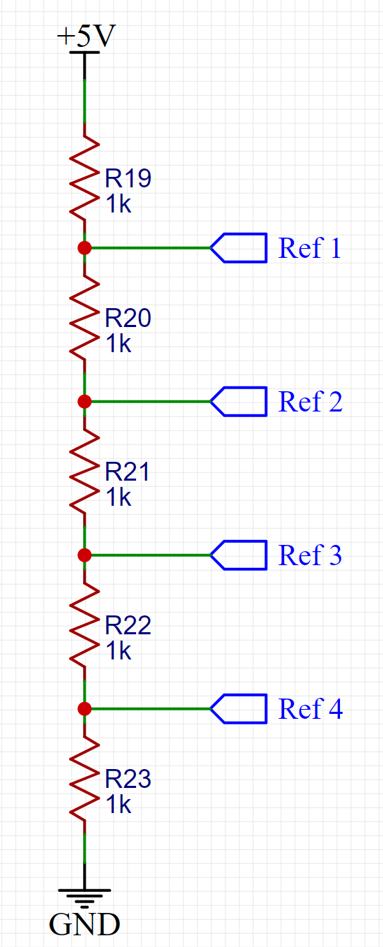 +5V
R19
1k
Ref 1
R20
1k
Ref 2
R21
1k
Ref 3
R22
1k
Ref 4
R23
1k
GND